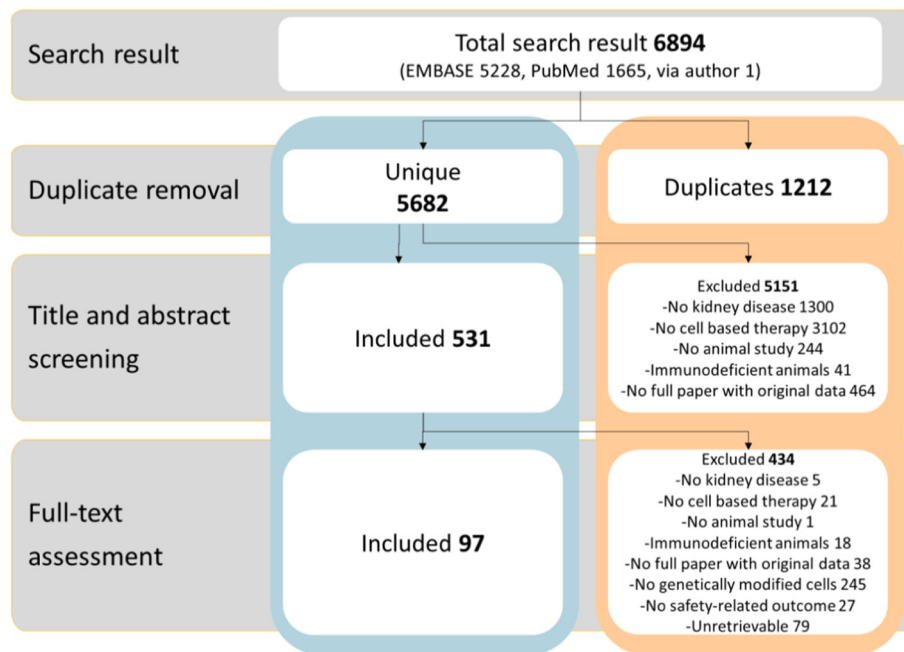 Search result
Total search result 6894
(EMBASE 5228, PubMed 1665, via author 1)
Duplicate removal
Unique
5682
Duplicates 1212
Title and abstract
screening
Included 531
Excluded 5151
-No kidney disease 1300
-No cell based therapy 3102
-No animal study 244
-Immunodeficient animals 41
-No full paper with original data 464
Full-text
assessment
Included 97
Excluded 434
-No kidney disease 5
-No cell based therapy 21
-No animal study 1
-Immunodeficient animals 18
-No full paper with original data 38
-No genetically modified cells 245
-No safety-related outcome 27
-Unretrievable 79